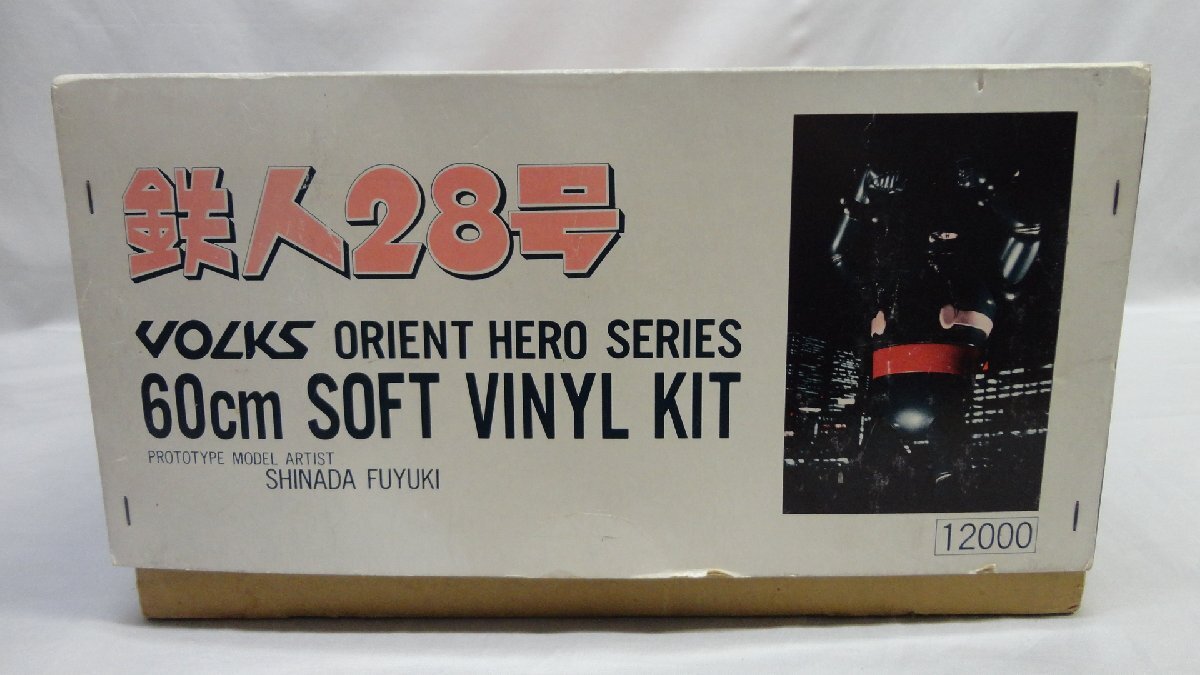 鉄人28号
VOLKS ORIENT HERO SERIES
60cm SOFT VINYL KIT
PROTOTYPE MODEL ARTIST
SHINADA FUYUKI
12000